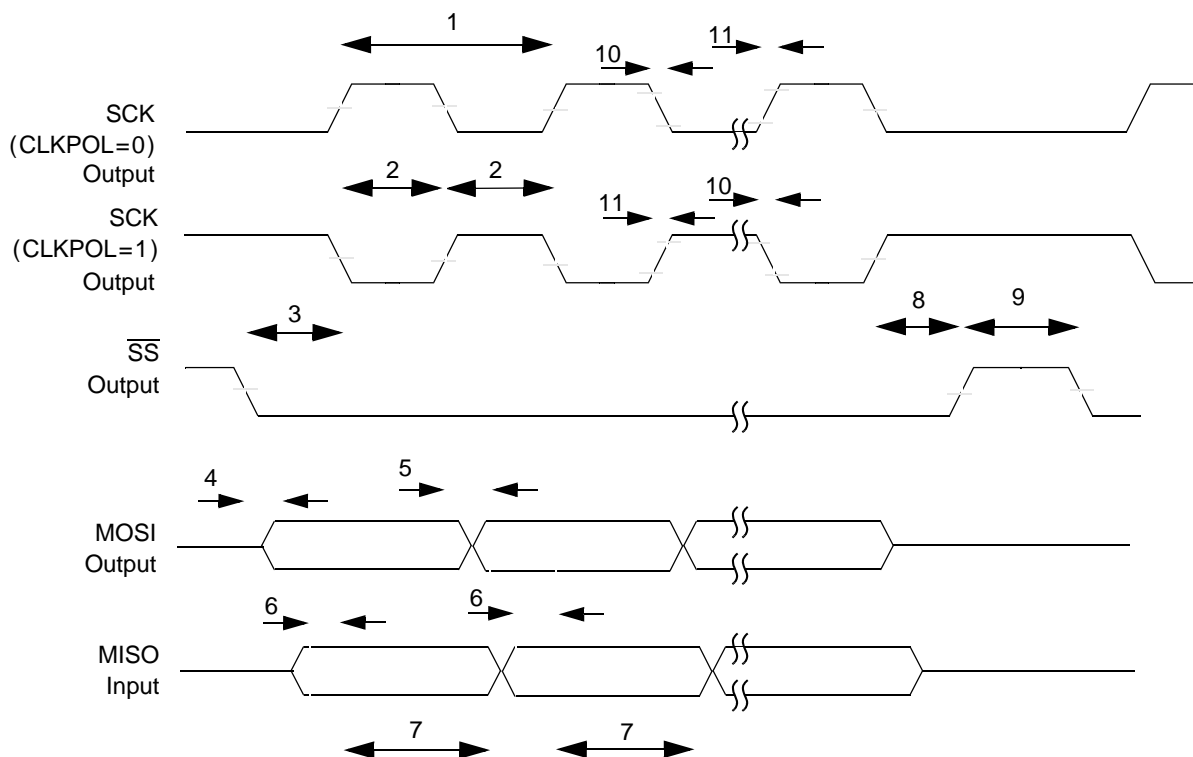 1
10
11
SCK
(CLKPOL=0)
Output
2
2
10
SCK
(CLKPOL=1)
Output
11
3
8
9
SS
Output
4
5
MOSI
Output
6
6
MISO
Input
7
7